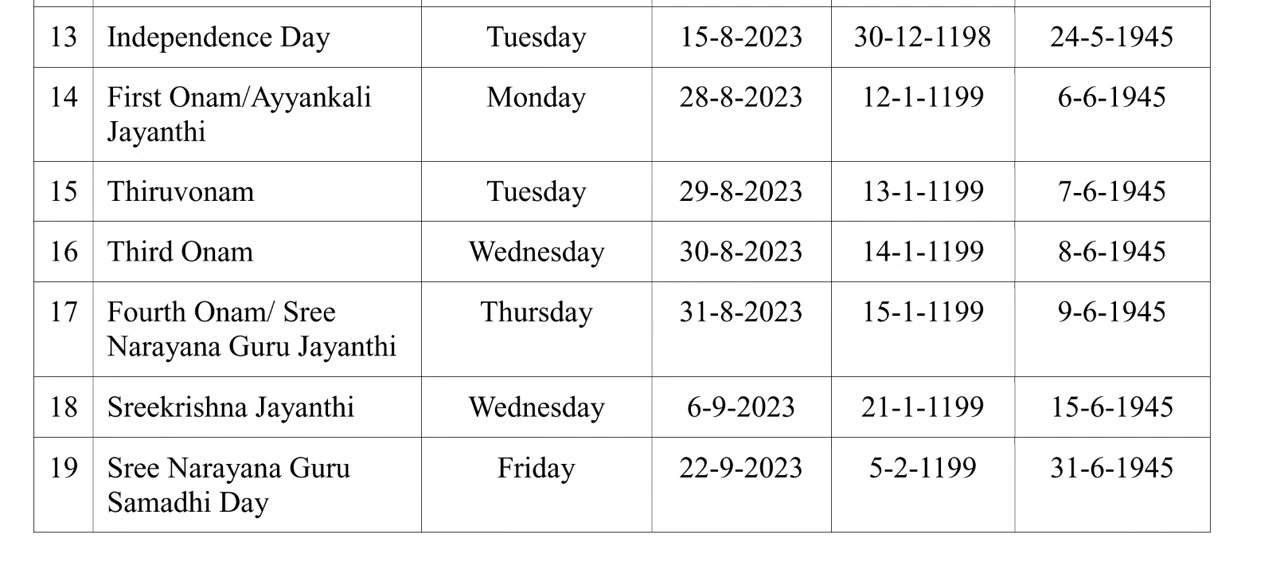 13 Independence Day Tuesday 15-8-2023 30-12-1198 24-5-1945
14 First Onam/Ayyankali Monday 28-8-2023 12-1-1199 6-6-1945
Jayanthi
15 Thiruvonam Tuesday 29-8-2023 13-1-1199 7-6-1945
16 Third Onam Wednesday 30-8-2023 14-1-1199 8-6-1945
17 Fourth Onam/ Sree Thursday 31-8-2023 15-1-1199 9-6-1945
Narayana Guru Jayanthi
18 Sreekrishna Jayanthi Wednesday 6-9-2023 21-1-1199 15-6-1945
19 Sree Narayana Guru Friday 22-9-2023 5-2-1199 31-6-1945
Samadhi Day